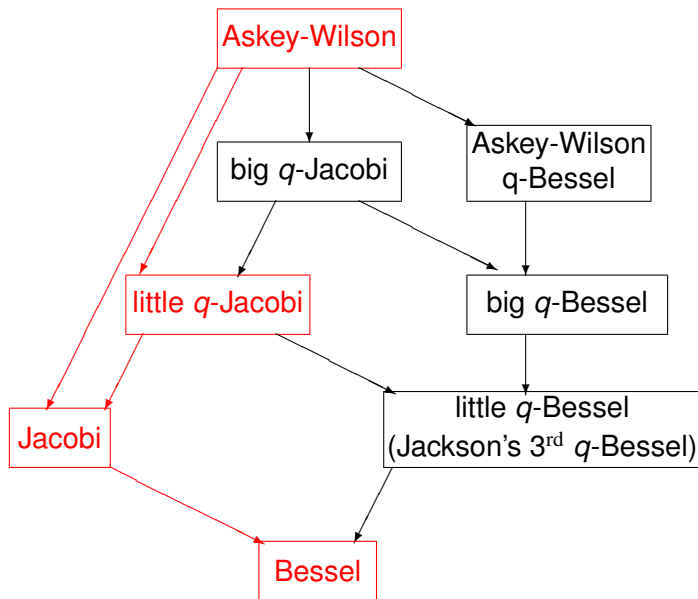 Askey-Wilson
big q-Jacobi
Askey-Wilson
q-Bessel
little q-Jacobi
big q-Bessel
Jacobi
little q-Bessel
(Jackson's 3rd q-Bessel)
Bessel